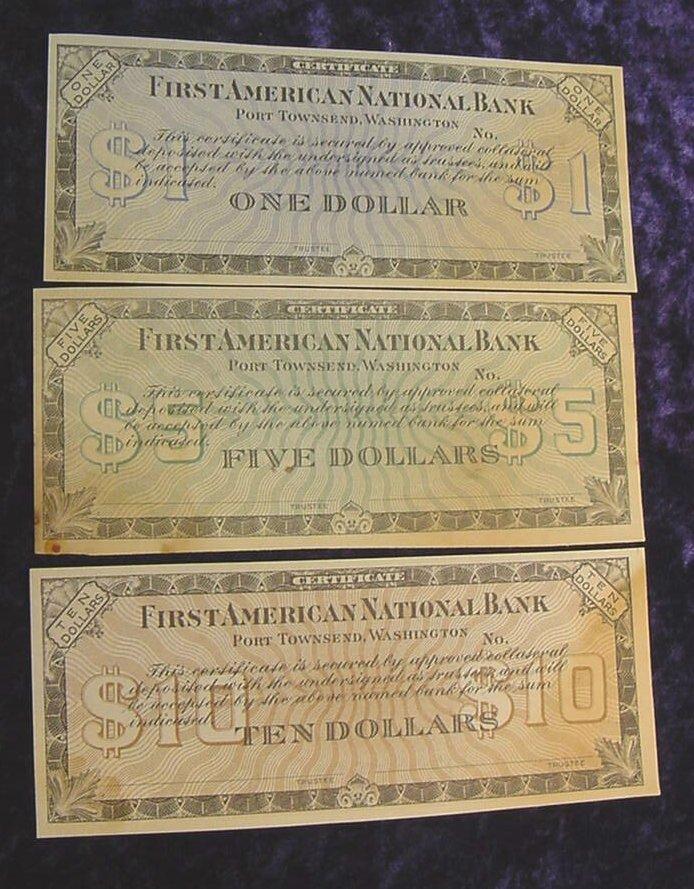 CERTIFICATE
ONE DOLLAR
ONE DOLLAR
FIRST AMERICAN NATIONAL BANK
PORT TOWNSEND, WASHINGTON
No.
This certificate is secured by approved collateral
deposited with the undersigned as trustees, and will
be accepted by the above named bank for the sum
indicated.
$1
$1
ONE DOLLAR
TRUSTEE
TRUSTEE
CERTIFICATE
FIVE DOLLARS
FIVE DOLLARS
FIRST AMERICAN NATIONAL BANK
PORT TOWNSEND, WASHINGTON
No.
This certificate is secured by approved collateral
deposited with the undersigned as trustees, and will
be accepted by the above named bank for the sum
indicated.
$5
$5
FIVE DOLLARS
TRUSTEE
TRUSTEE
CERTIFICATE
TEN DOLLARS
TEN DOLLARS
FIRST AMERICAN NATIONAL BANK
PORT TOWNSEND, WASHINGTON
No.
This certificate is secured by approved collateral
deposited with the undersigned as trustees and will
be accepted by the above named bank for the sum
indicated
$10
$10
TEN DOLLARS
TRUSTEE
TRUSTEE